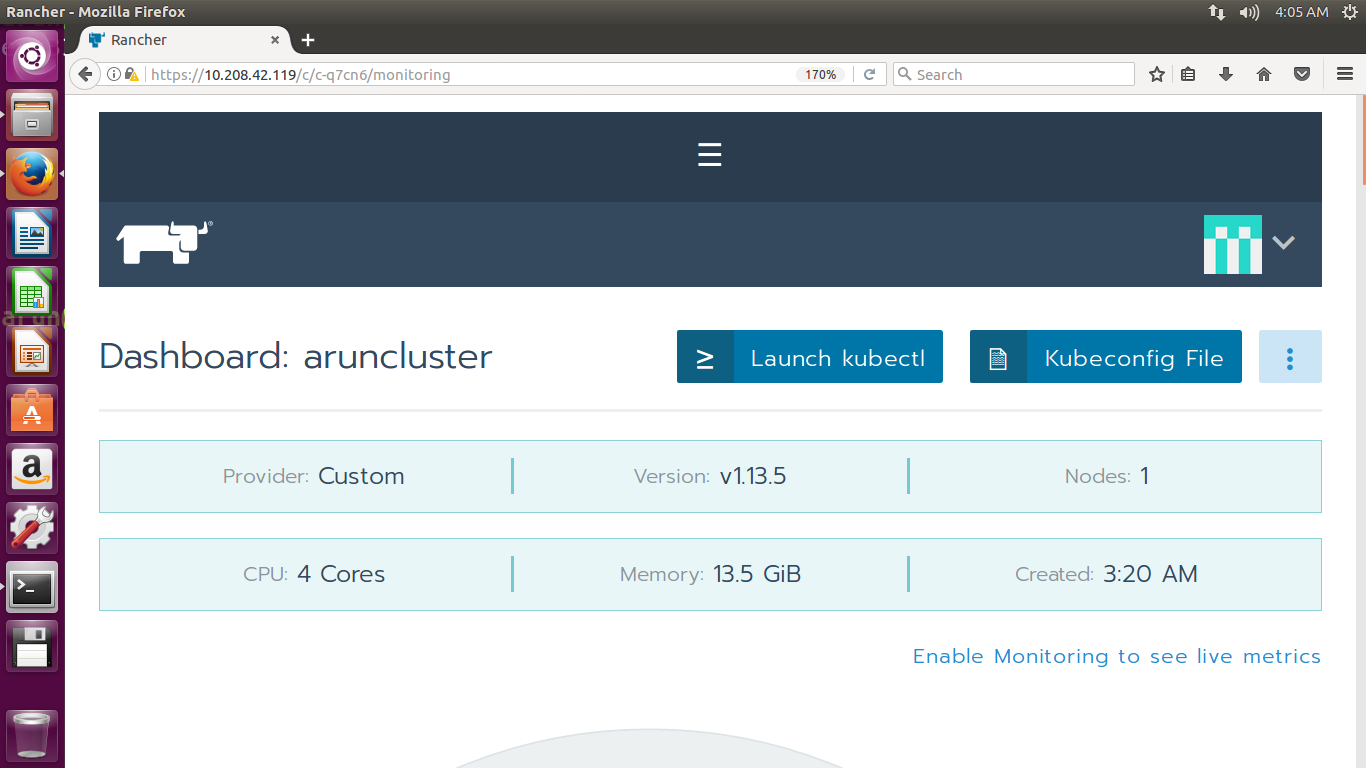 Rancher - Mozilla Firefox
4:05 AM
Rancher
https://10.208.42.119/c/c-q7cn6/monitoring
170%
Search
Dashboard: aruncluster
Launch kubectl
Kubeconfig File
Provider: Custom
Version: v1.13.5
Nodes: 1
CPU: 4 Cores
Memory: 13.5 GiB
Created: 3:20 AM
Enable Monitoring to see live metrics